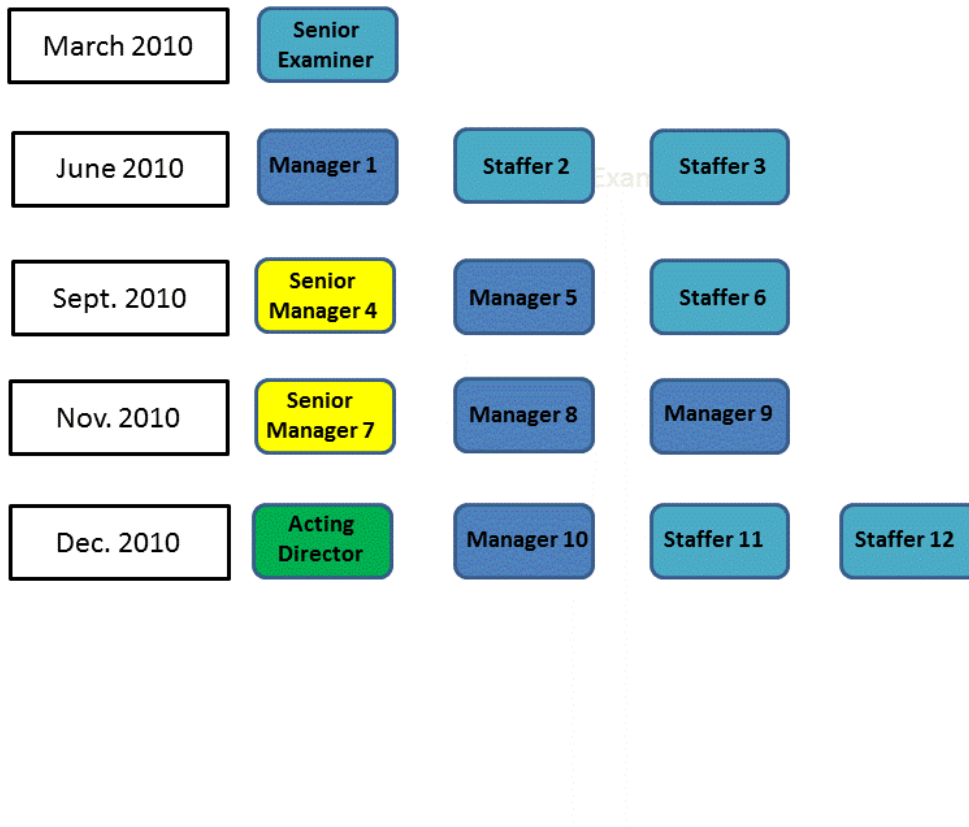 March 2010
Senior
Examiner
June 2010
Manager 1
Staffer 2
Exam
Staffer 3
Sept. 2010
Senior
Manager 4
Manager 5
Staffer 6
Nov. 2010
Senior
Manager 7
Manager 8
Manager 9
Dec. 2010
Acting
Director
Manager 10
Staffer 11
Staffer 12